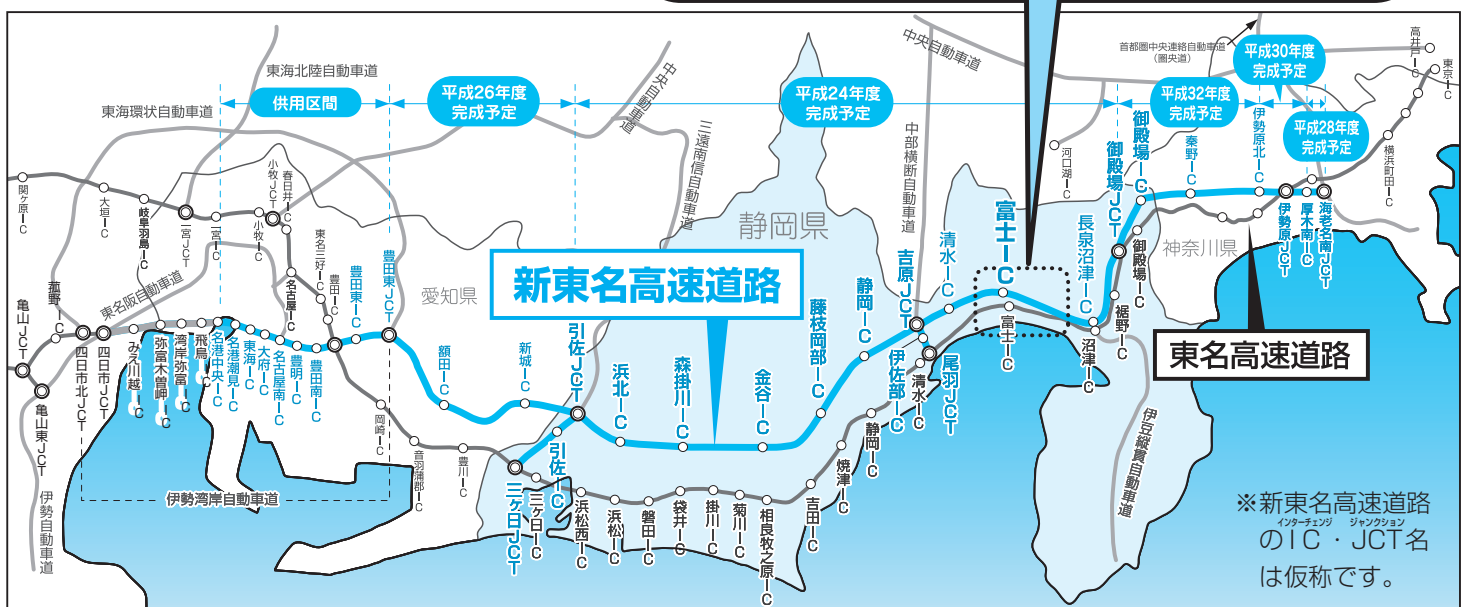 中央自動車道
首都圏中央連絡自動車道
(圏央道)
平成30年度
完成予定
高井戸IC
東京IC
東海北陸自動車道
東海環状自動車道
供用区間
平成26年度
完成予定
中央自動車道
平成24年度
完成予定
平成32年度
完成予定
平成28年度
完成予定
三遠南信自動車道
中部横断自動車道
河口湖IC
横浜町田IC
関ヶ原IC
大垣IC
岐阜羽島IC
一宮JCT
一宮IC
小牧IC
小牧JCT
春日井IC
名古屋IC
東名三好IC
豊田IC
豊田東IC
豊田東JCT
愛知県
静岡県
神奈川県
新東名高速道路
東名高速道路
亀山JCT
菰野IC
亀山東JCT
東名阪自動車道
四日市北JCT
四日市JCT
みえ川越IC
弥富木曽岬IC
湾岸弥富IC
飛島IC
名港中央IC
名港潮見IC
東海IC
大府IC
名古屋南IC
豊明IC
豊田南IC
額田IC
新城IC
引佐JCT
浜北IC
森掛川IC
金谷IC
藤枝岡部IC
静岡IC
吉原JCT
清水IC
富士IC
長泉沼津IC
御殿場JCT
御殿場IC
秦野IC
伊勢原北IC
伊勢原JCT
厚木南IC
海老名南JCT
伊佐部IC
尾羽JCT
引佐IC
三ヶ日JCT
岡崎IC
音羽蒲郡IC
豊川IC
三ヶ日IC
浜松西IC
浜松IC
磐田IC
袋井IC
掛川IC
菊川IC
相良牧之原IC
吉田IC
焼津IC
静岡IC
清水IC
富士IC
沼津IC
裾野IC
御殿場IC
伊豆縦貫自動車道
伊勢自動車道
伊勢湾岸自動車道
※新東名高速道路
インターチェンジ ジャンクション
のIC・JCT名
は仮称です。